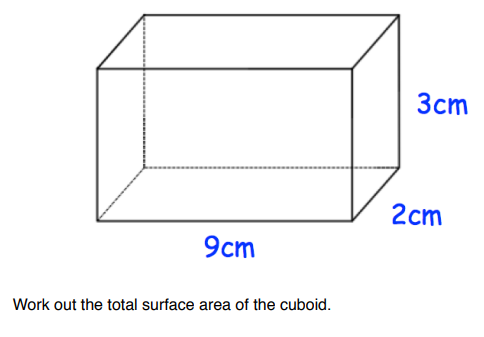 3cm
2cm
9cm
Work out the total surface area of the cuboid.